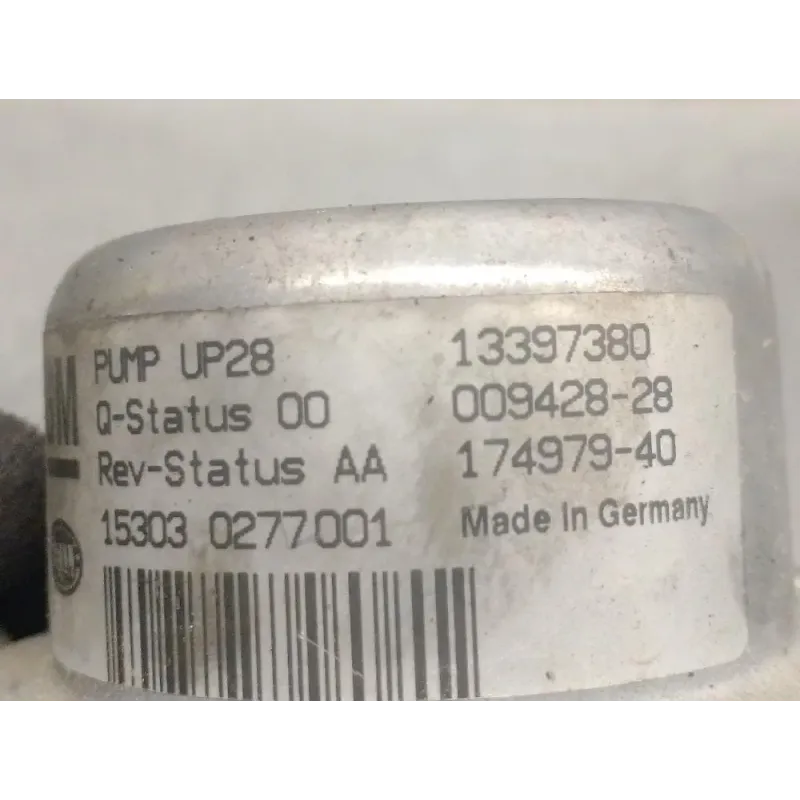 PUMP UP28 13397380
Q-Status 00 009428-28
Rev-Status AA 174979-40
15303 0277001 Made in Germany